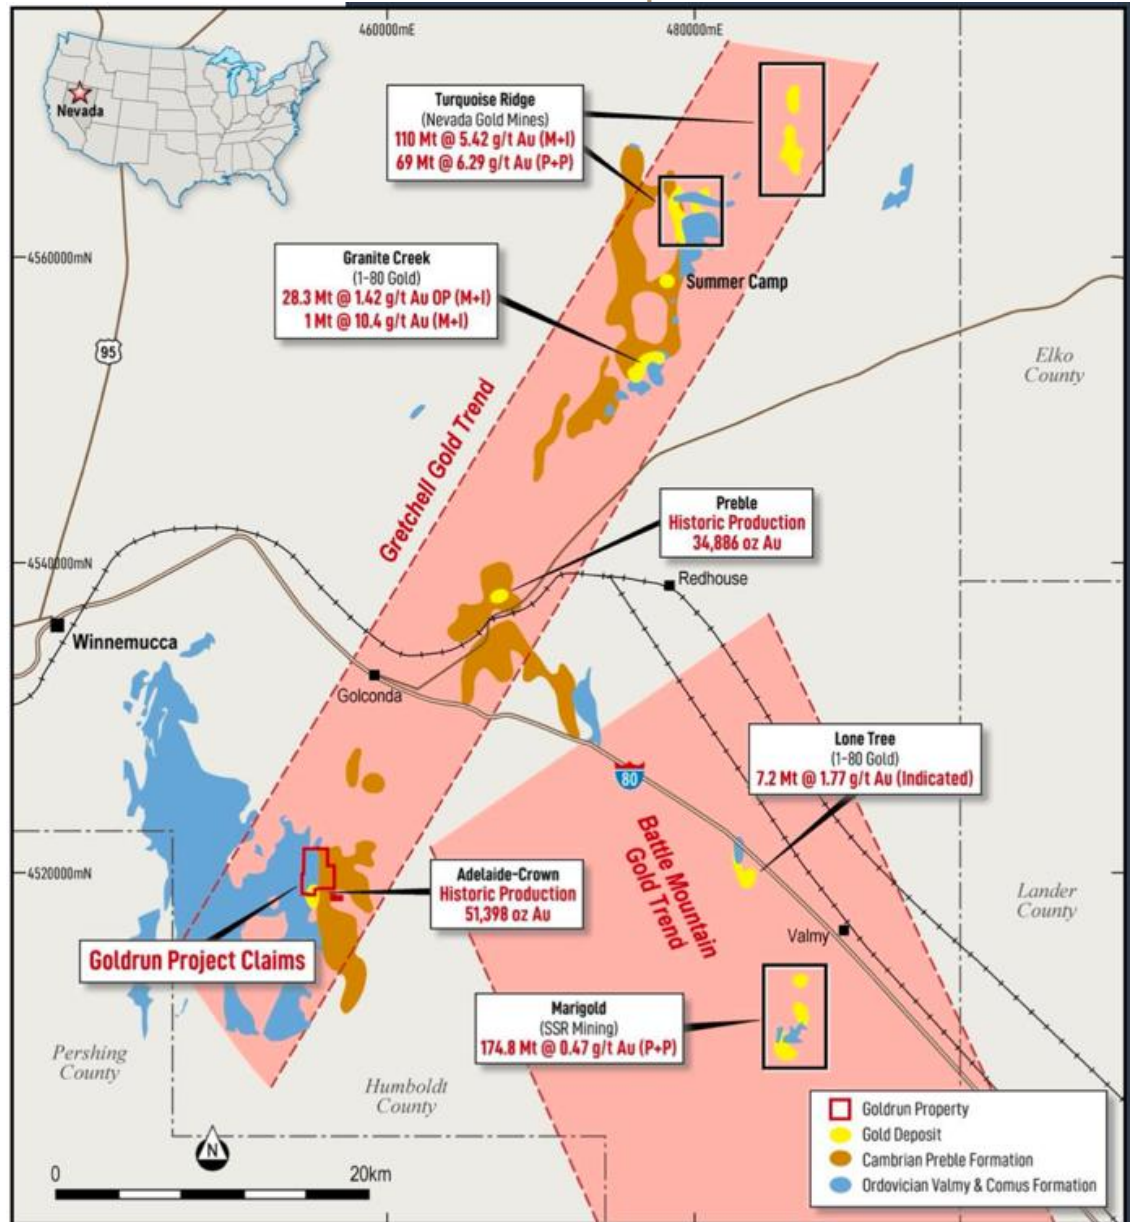 460000mE
480000mE
Nevada
Turquoise Ridge
(Nevada Gold Mines)
110 Mt @ 5.42 g/t Au (M+I)
69 Mt @ 6.29 g/t Au (P+P)
4560000mN
Granite Creek
(1-80 Gold)
28.3 Mt @ 1.42 g/t Au OP (M+I)
1 Mt @ 10.4 g/t Au (M+I)
Summer Camp
95
Elko
County
Gretchell Gold Trend
Preble
Historic Production
34,886 oz Au
4540000mN
Redhouse
Winnemucca
Golconda
Lone Tree
(1-80 Gold)
7.2 Mt @ 1.77 g/t Au (Indicated)
80
Battle Mountain
Gold Trend
4520000mN
Adelaide-Crown
Historic Production
51,398 oz Au
Lander
County
Valmy
Goldrun Project Claims
Marigold
(SSR Mining)
174.8 Mt @ 0.47 g/t Au (P+P)
Pershing
County
Humboldt
County
N
0
20km
Goldrun Property
Gold Deposit
Cambrian Preble Formation
Ordovician Valmy & Comus Formation